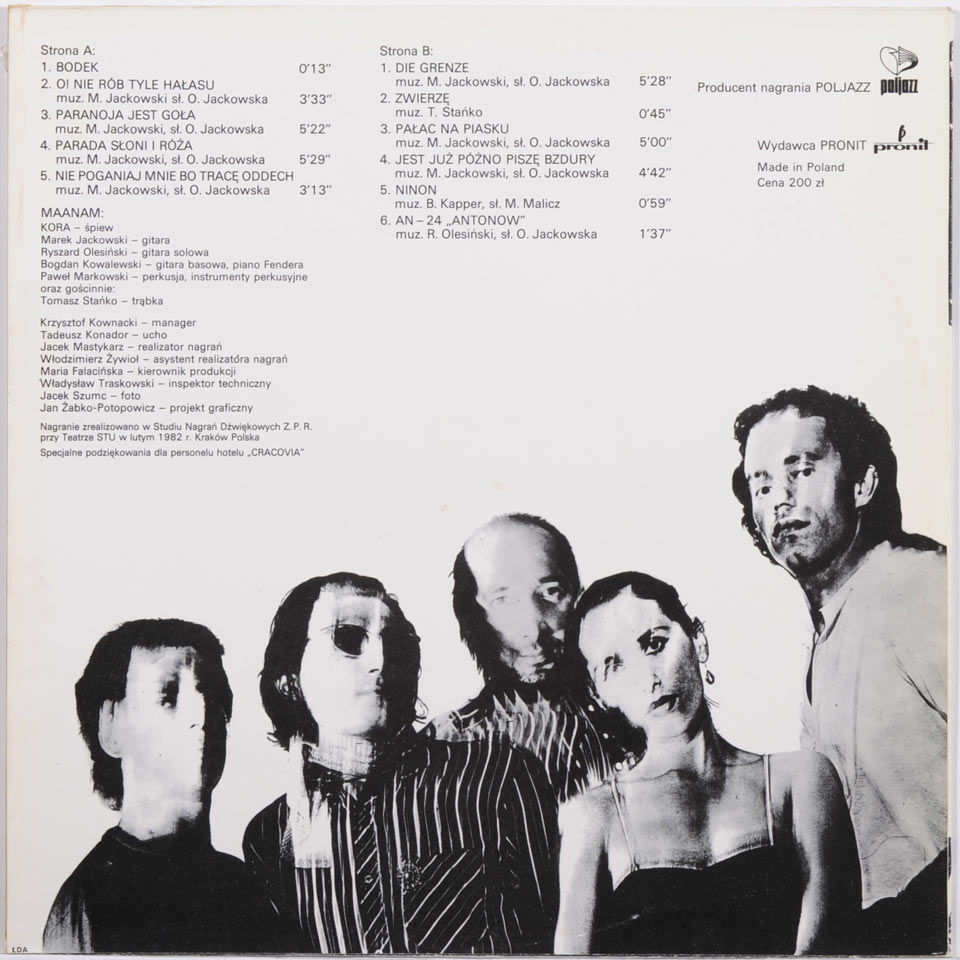 Strona A:
1. BODEK 0'13"
2. O! NIE RÓB TYLE HAŁASU
muz. M. Jackowski sł. O. Jackowska 3'33"
3. PARANOJA JEST GOŁA
muz. M. Jackowski, sł. O. Jackowska 5'22"
4. PARADA SŁONI I RÓŻA
muz. M. Jackowski, sł. O. Jackowska 5'29"
5. NIE POGANIAJ MNIE BO TRACĘ ODDECH
muz. M. Jackowski, sł. O. Jackowska 3'13"
MAANAM:
KORA – śpiew
Marek Jackowski – gitara
Ryszard Olesiński – gitara solowa
Bogdan Kowalewski – gitara basowa, piano Fendera
Paweł Markowski – perkusja, instrumenty perkusyjne
oraz gościnnie:
Tomasz Stańko – trąbka
Krzysztof Kownacki – manager
Tadeusz Konador – ucho
Jacek Mastykarz – realizator nagrań
Włodzimierz Żywioł – asystent realizatóra nagrań
Maria Falacińska – kierownik produkcji
Władysław Traskowski – inspektor techniczny
Jacek Szumc – foto
Jan Żabko-Potopowicz – projekt graficzny
Nagranie zrealizowano w Studiu Nagrań Dźwiękowych Z. P. R.
przy Teatrze STU w lutym 1982 r. Kraków Polska
Specjalne podziękowania dla personelu hotelu „CRACOVIA"
Strona B:
1. DIE GRENZE
muz. M. Jackowski, sł. O. Jackowska 5'28"
2. ZWIERZĘ
muz. T. Stańko 0'45"
3. PAŁAC NA PIASKU
muz. M. Jackowski, sł. O. Jackowska 5'00"
4. JEST JUŻ PÓŹNO PISZĘ BZDURY
muz. M. Jackowski, sł. O. Jackowska 4'42"
5. NINON
muz. B. Kapper, sł. M. Malicz 0'59"
6. AN–24 „ANTONOW"
muz. R. Olesiński, sł. O. Jackowska 1'37"
Producent nagrania POLJAZZ poljazz
Wydawca PRONIT pronit
Made in Poland
Cena 200 zł
ŁDA